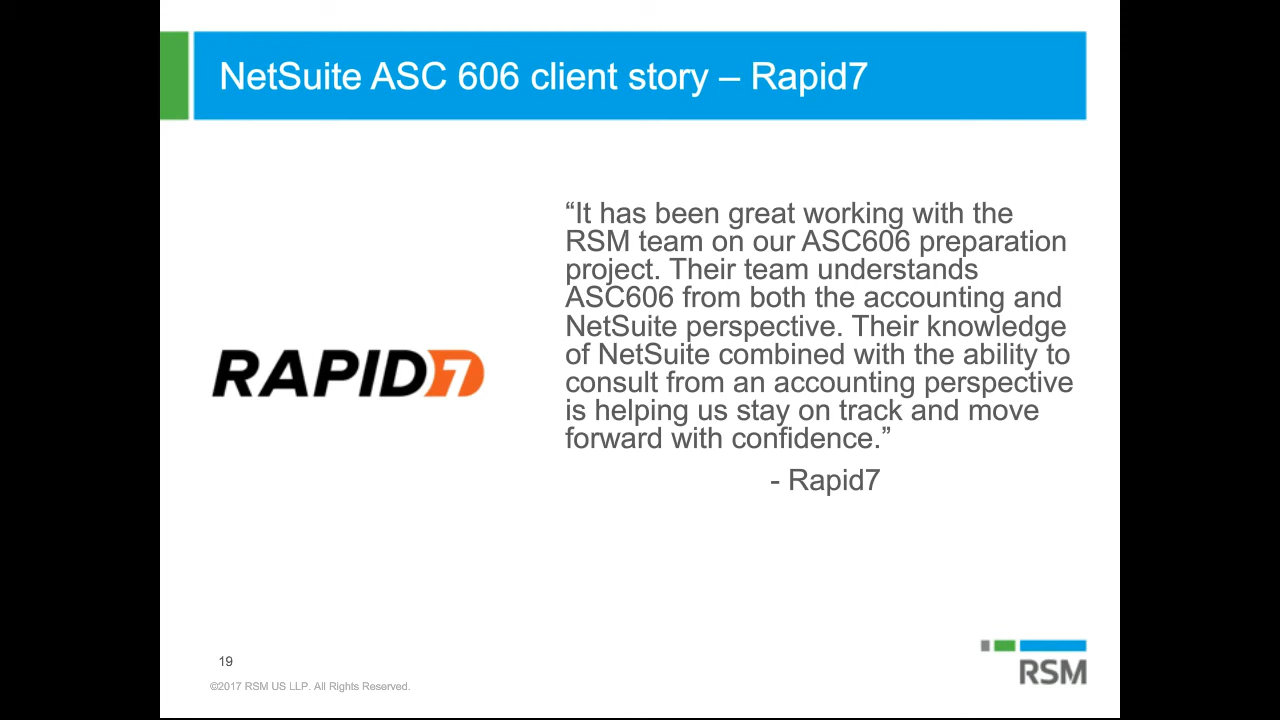 NetSuite ASC 606 client story – Rapid7
“It has been great working with the
RSM team on our ASC606 preparation
project. Their team understands
ASC606 from both the accounting and
NetSuite perspective. Their knowledge
of NetSuite combined with the ability to
consult from an accounting perspective
is helping us stay on track and move
forward with confidence.”
- Rapid7
RAPID7
19
©2017 RSM US LLP. All Rights Reserved.
RSM